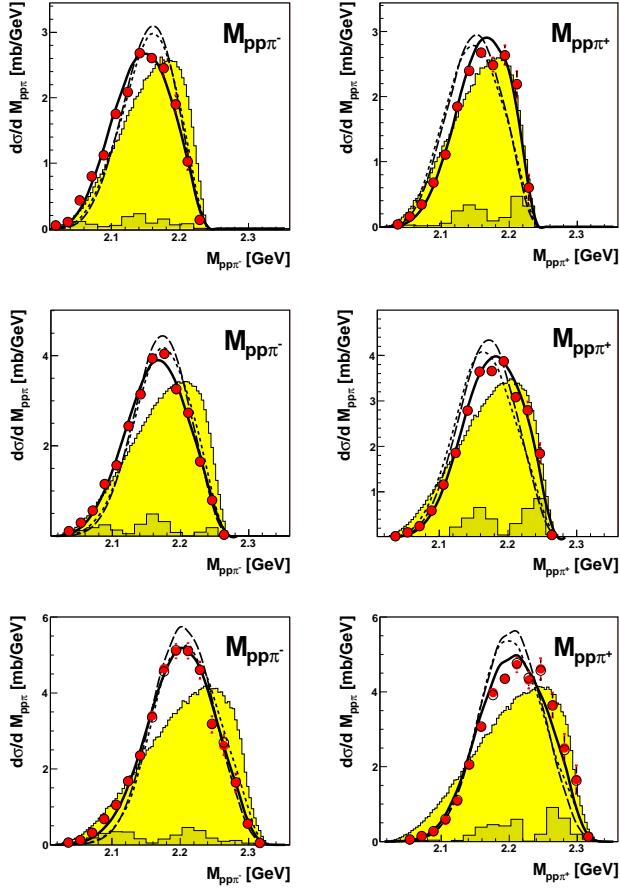 dσ/d M_ppπ [mb/GeV]
3
2
1
0
2.1
2.2
2.3
M_ppπ⁻
M_ppπ⁻ [GeV]
dσ/d M_ppπ [mb/GeV]
3
2
1
0
2.1
2.2
2.3
M_ppπ⁺
M_ppπ⁺ [GeV]
dσ/d M_ppπ [mb/GeV]
4
2
2.1
2.2
2.3
M_ppπ⁻
M_ppπ⁻ [GeV]
dσ/d M_ppπ [mb/GeV]
4
3
2
1
2.1
2.2
2.3
M_ppπ⁺
M_ppπ⁺ [GeV]
dσ/d M_ppπ [mb/GeV]
6
4
2
0
2.1
2.2
2.3
M_ppπ⁻
M_ppπ⁻ [GeV]
dσ/d M_ppπ [mb/GeV]
6
4
2
0
2.1
2.2
2.3
M_ppπ⁺
M_ppπ⁺ [GeV]